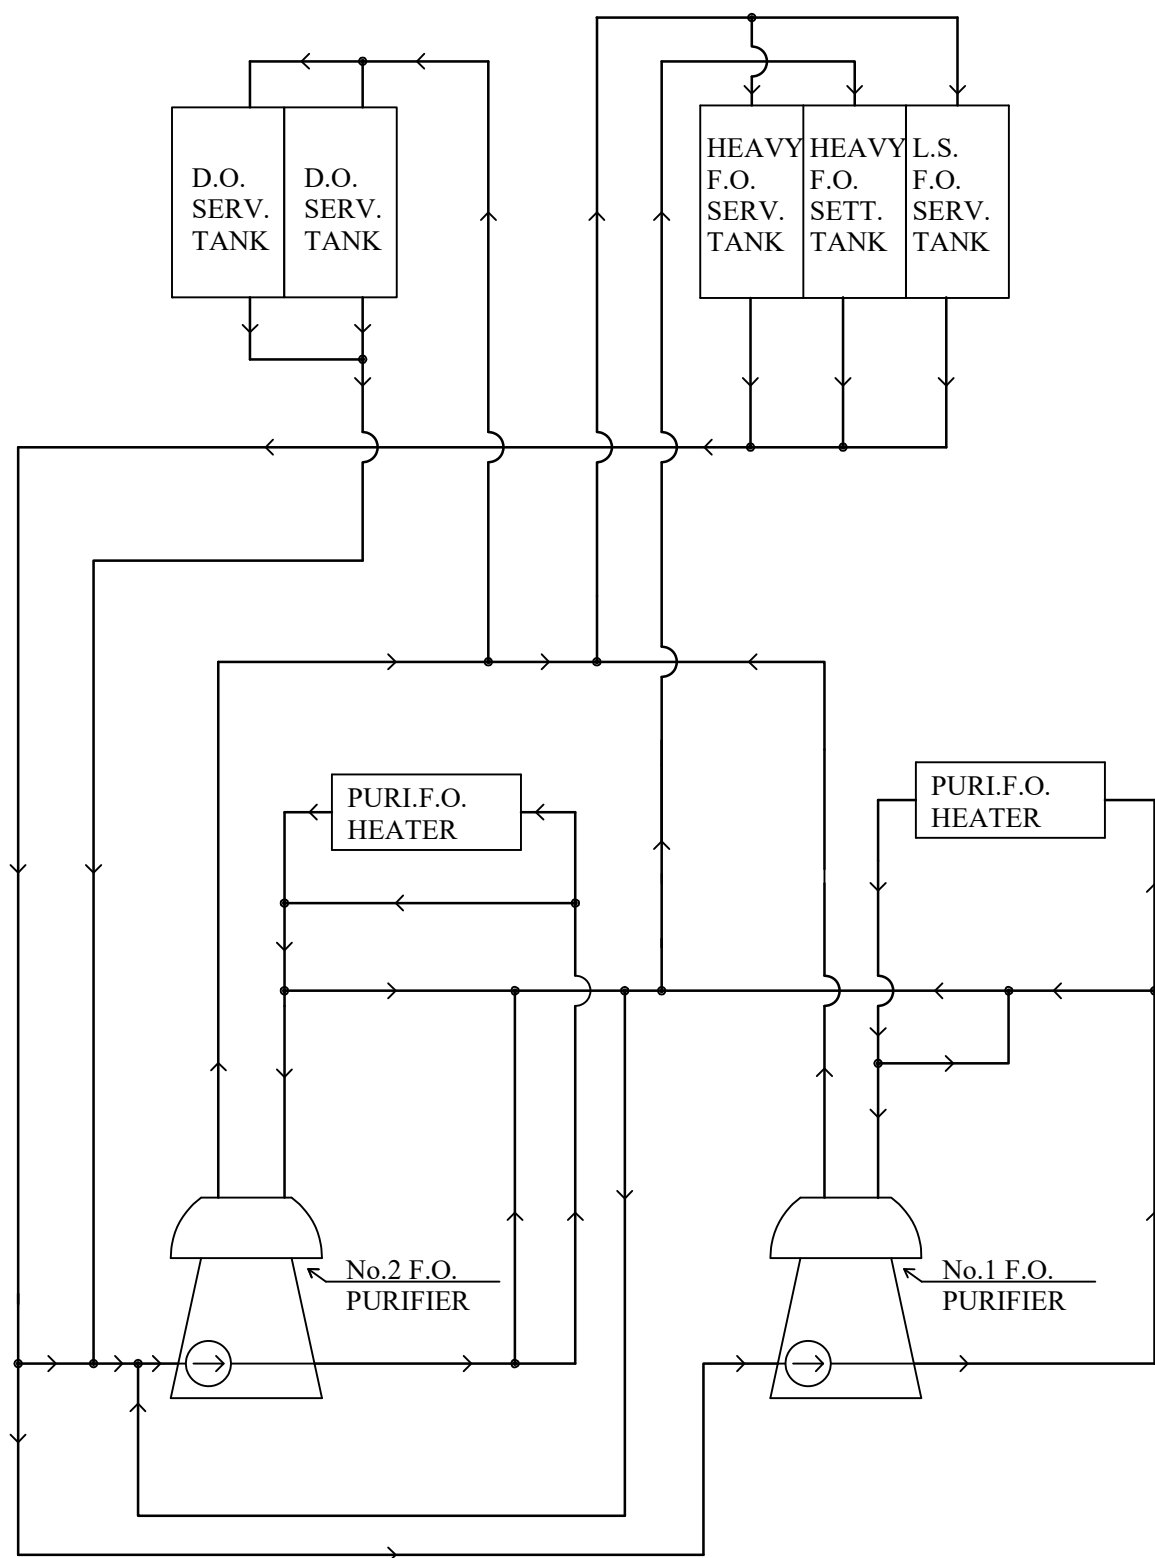 D.O.
SERV.
TANK
D.O.
SERV.
TANK
HEAVY
F.O.
SERV.
TANK
HEAVY
F.O.
SETT.
TANK
L.S.
F.O.
SERV.
TANK
PURI.F.O.
HEATER
PURI.F.O.
HEATER
No.2 F.O.
PURIFIER
No.1 F.O.
PURIFIER